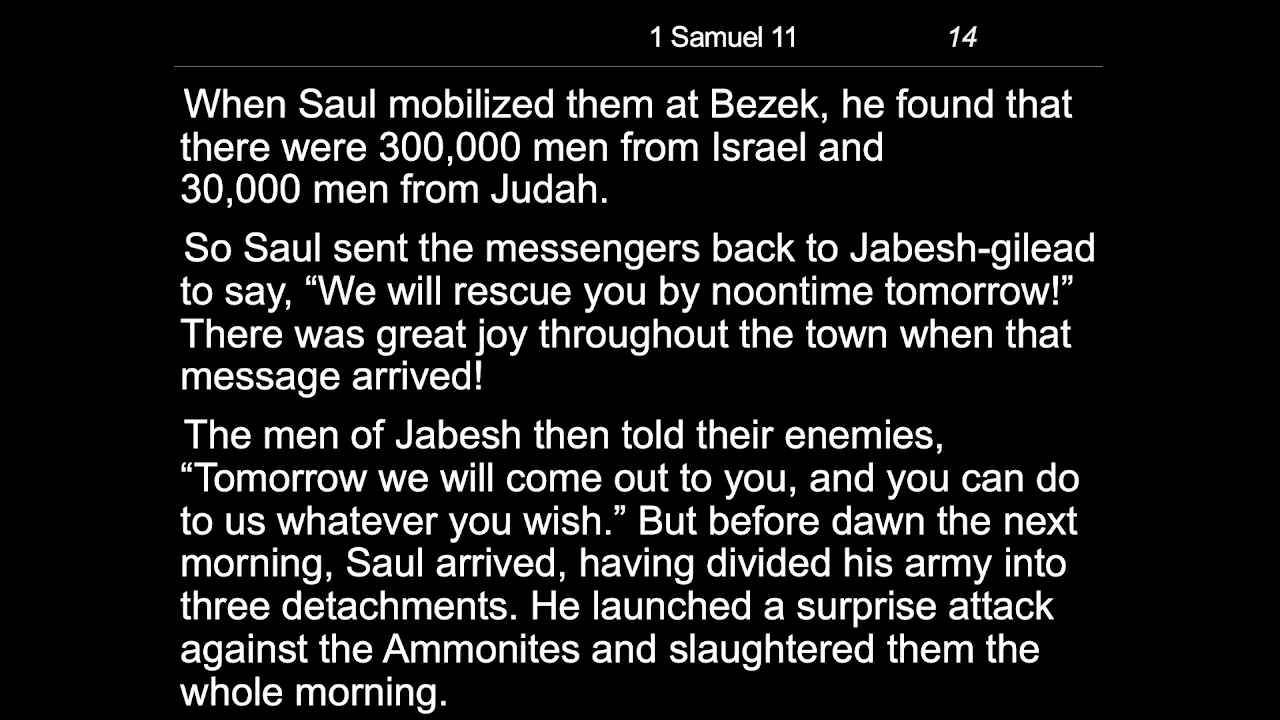 1 Samuel 11 14
When Saul mobilized them at Bezek, he found that
there were 300,000 men from Israel and
30,000 men from Judah.
So Saul sent the messengers back to Jabesh-gilead
to say, “We will rescue you by noontime tomorrow!”
There was great joy throughout the town when that
message arrived!
The men of Jabesh then told their enemies,
“Tomorrow we will come out to you, and you can do
to us whatever you wish.” But before dawn the next
morning, Saul arrived, having divided his army into
three detachments. He launched a surprise attack
against the Ammonites and slaughtered them the
whole morning.